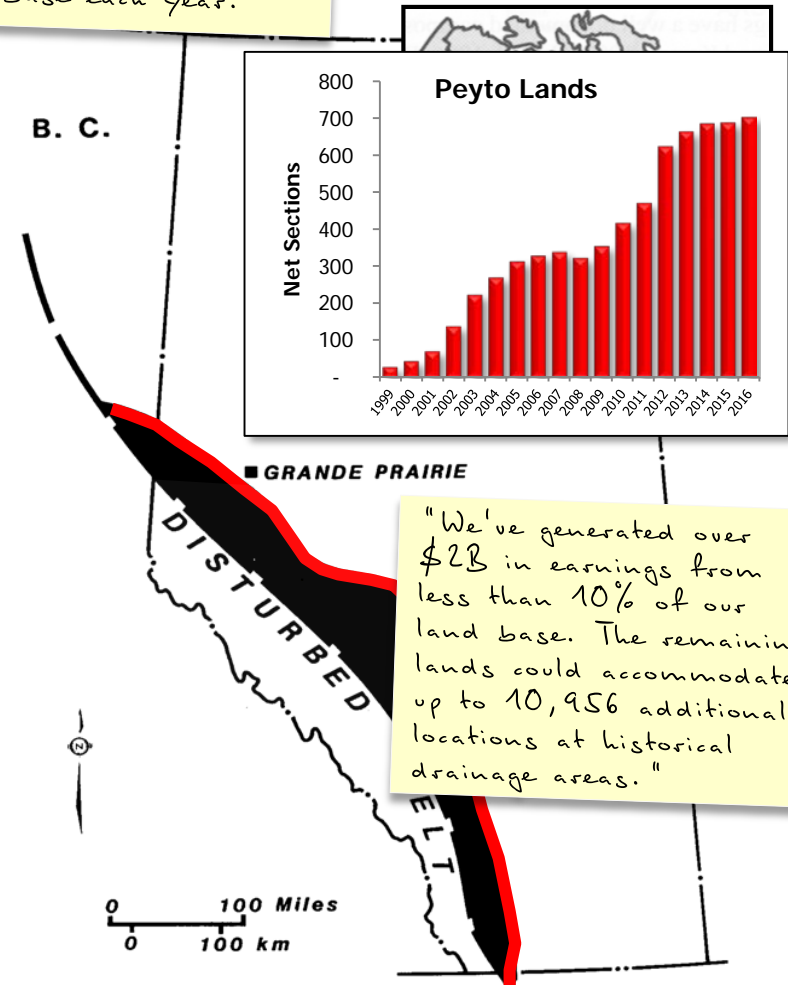 base each year."
B. C.
Peyto Lands
Net Sections
800
700
600
500
400
300
200
100
-
1999 2000 2001 2002 2003 2004 2005 2006 2007 2008 2009 2010 2011 2012 2013 2014 2015 2016
GRANDE PRAIRIE
DISTURBED
ELT
"We've generated over
$2B in earnings from
less than 10% of our
land base. The remainin
lands could accommodate
up to 10,956 additional
locations at historical
drainage areas."
Z
0 100 Miles
0 100 km